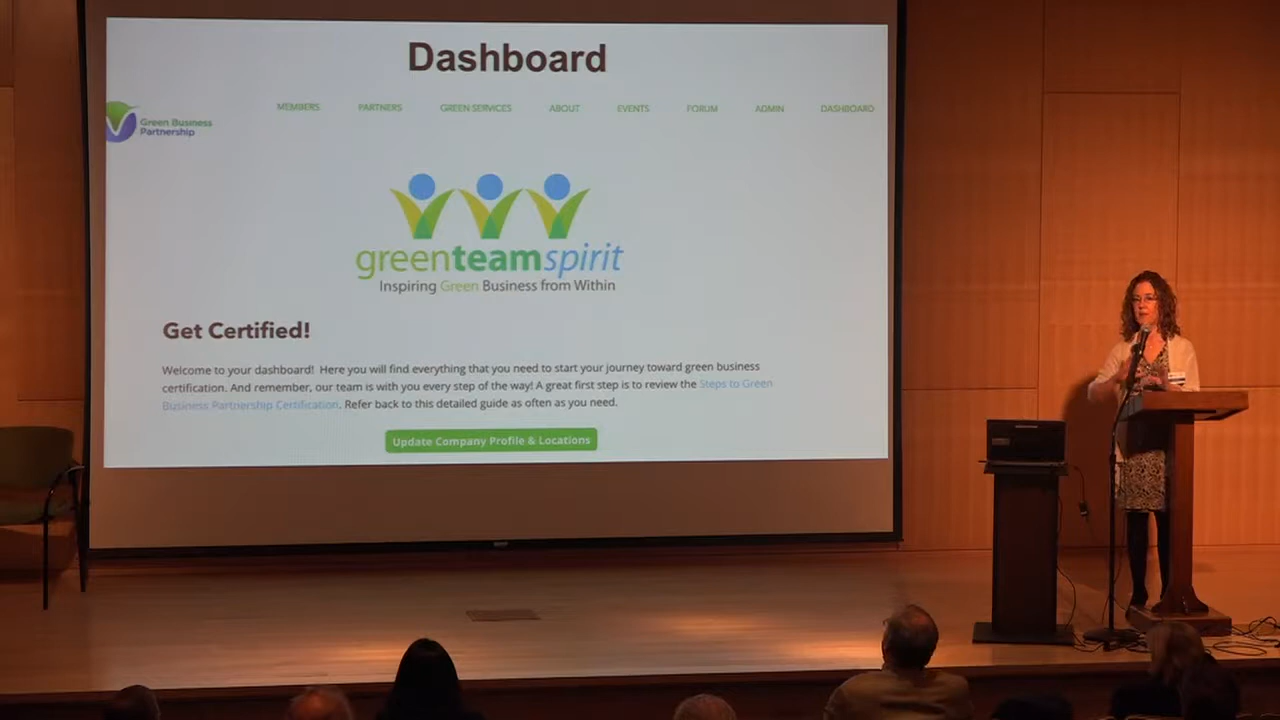 Dashboard
MEMBERS PARTNERS GREEN SERVICES ABOUT EVENTS FORUM ADMIN DASHBOARD
Green Business
Partnership
greenteamspirit
Inspiring Green Business from Within
Get Certified!
Welcome to your dashboard! Here you will find everything that you need to start your journey toward green business
certification. And remember, our team is with you every step of the way! A great first step is to review the Steps to Green
Business Partnership Certification. Refer back to this detailed guide as often as you need.
Update Company Profile & Locations